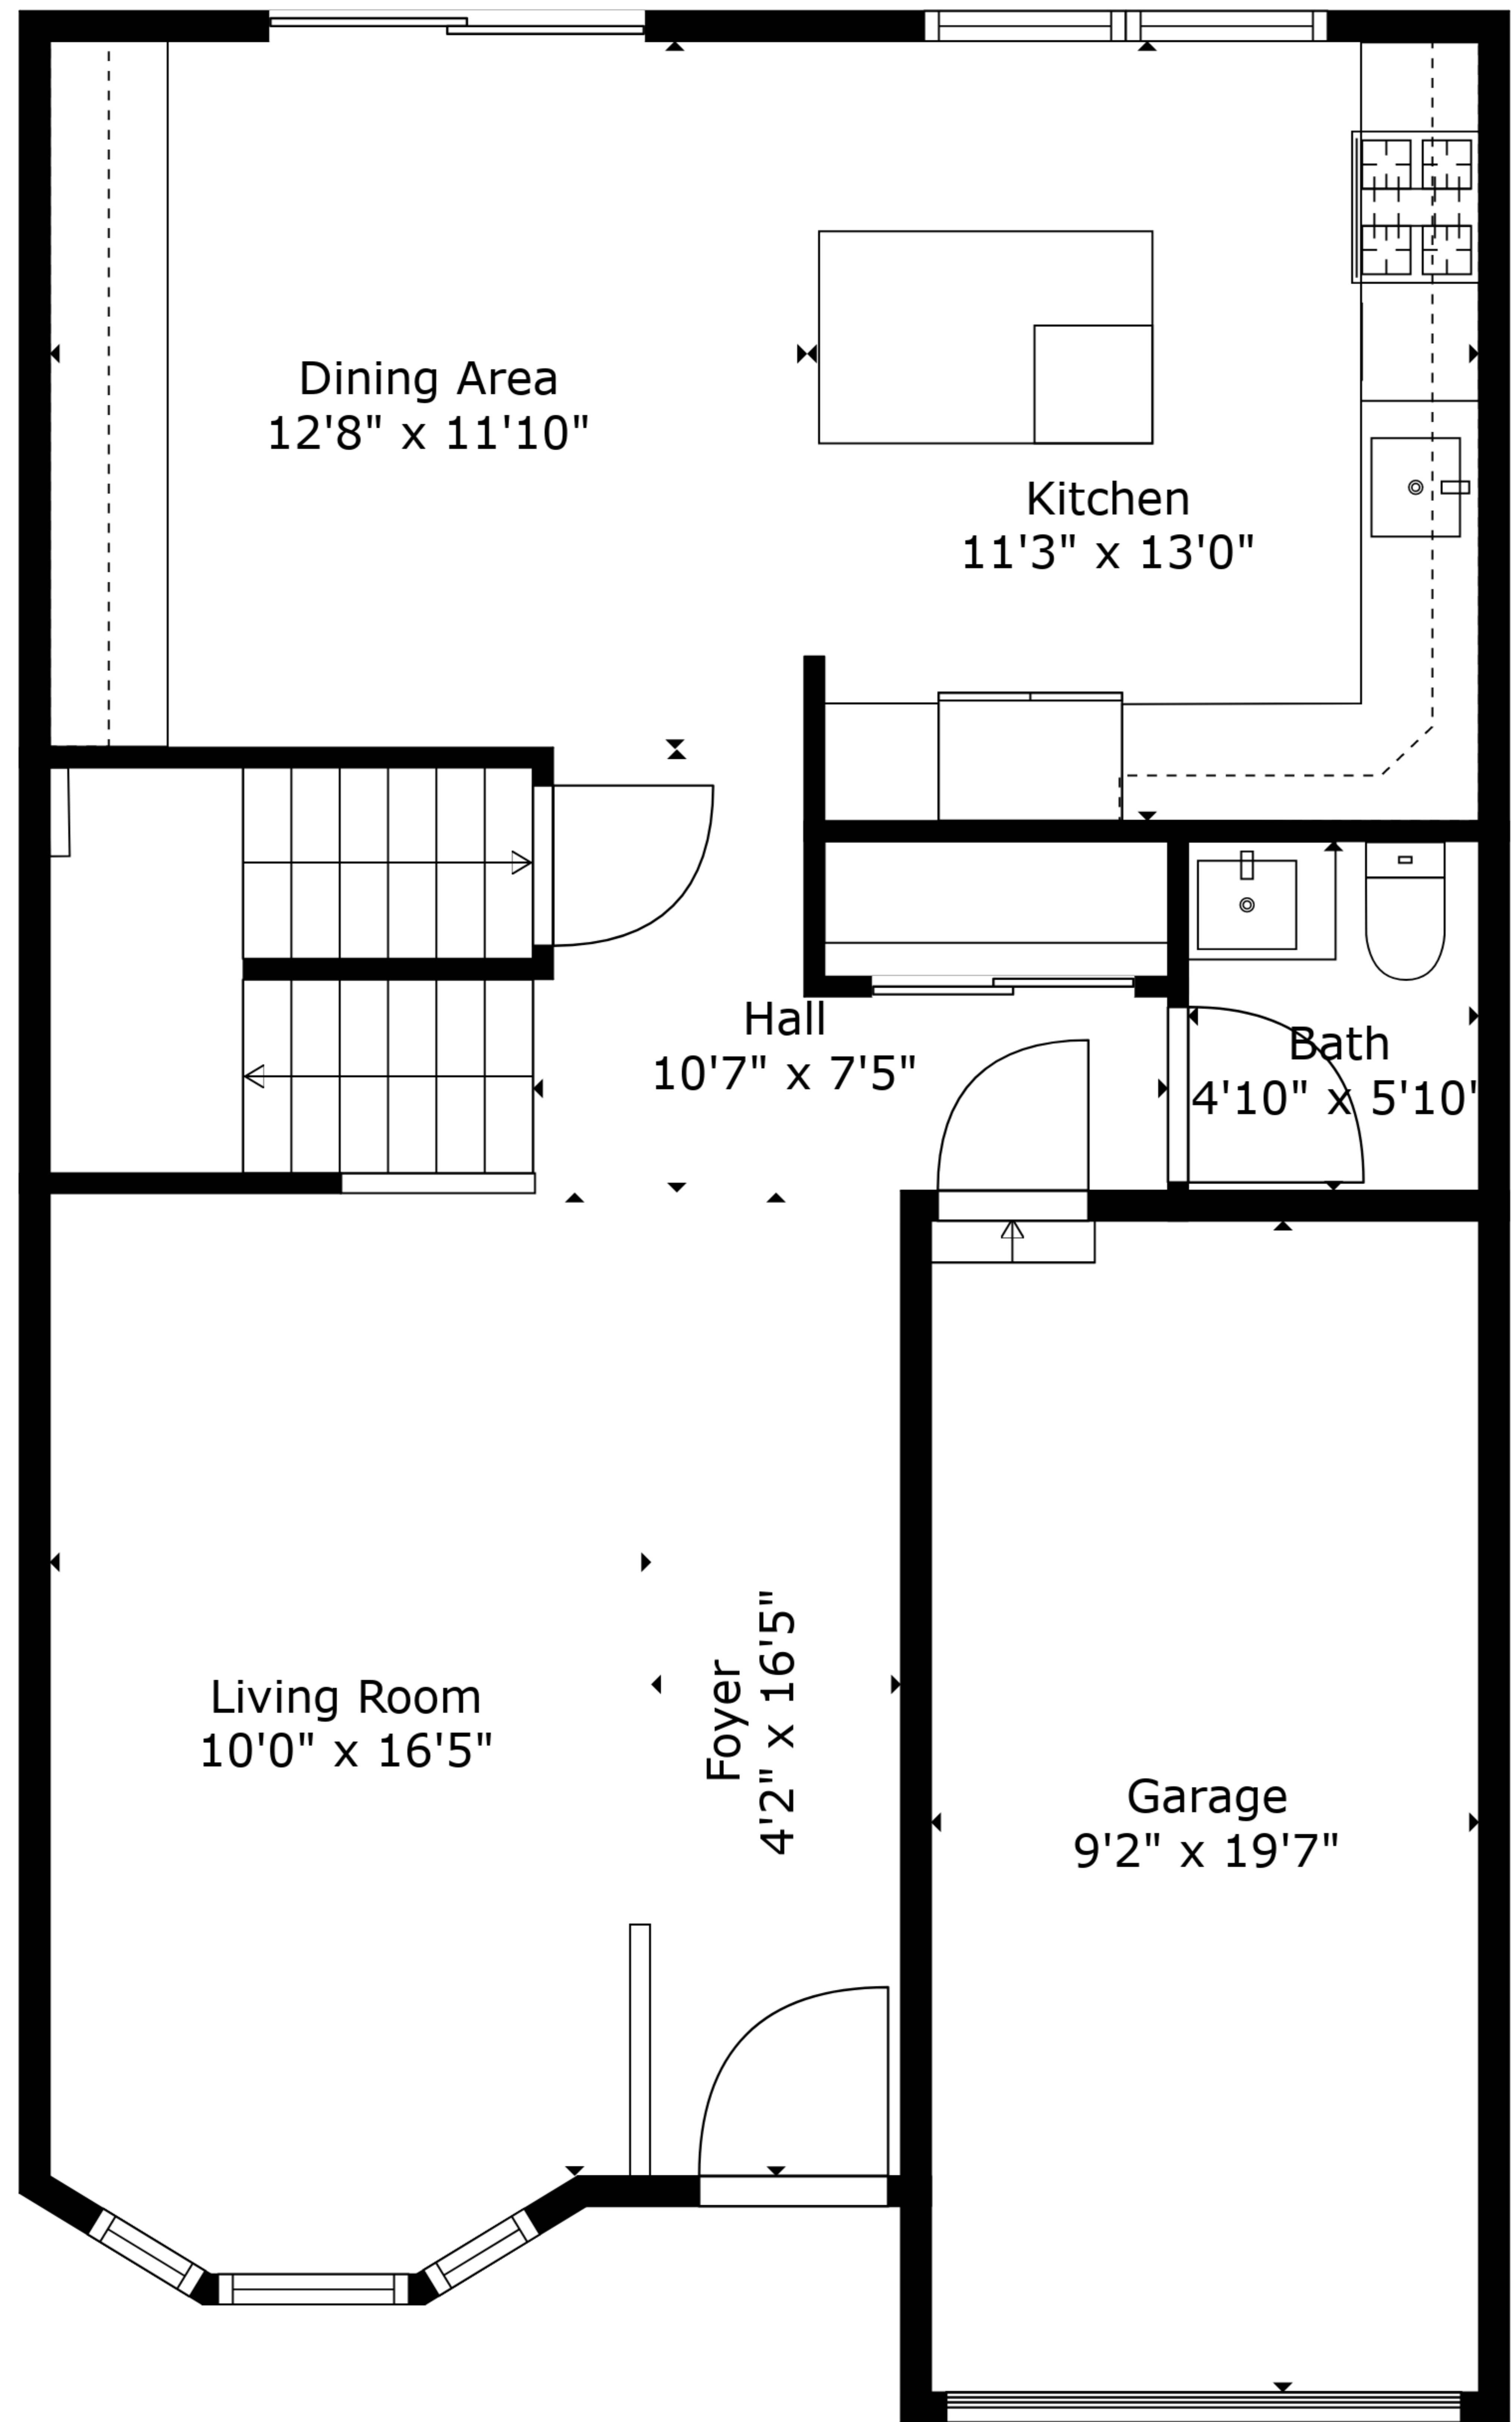 Dining Area
12'8" x 11'10"
Kitchen
11'3" x 13'0"
Hall
10'7" x 7'5"
Bath
4'10" x 5'10'
Living Room
10'0" x 16'5"
Foyer
4'2" x 16'5"
Garage
9'2" x 19'7"